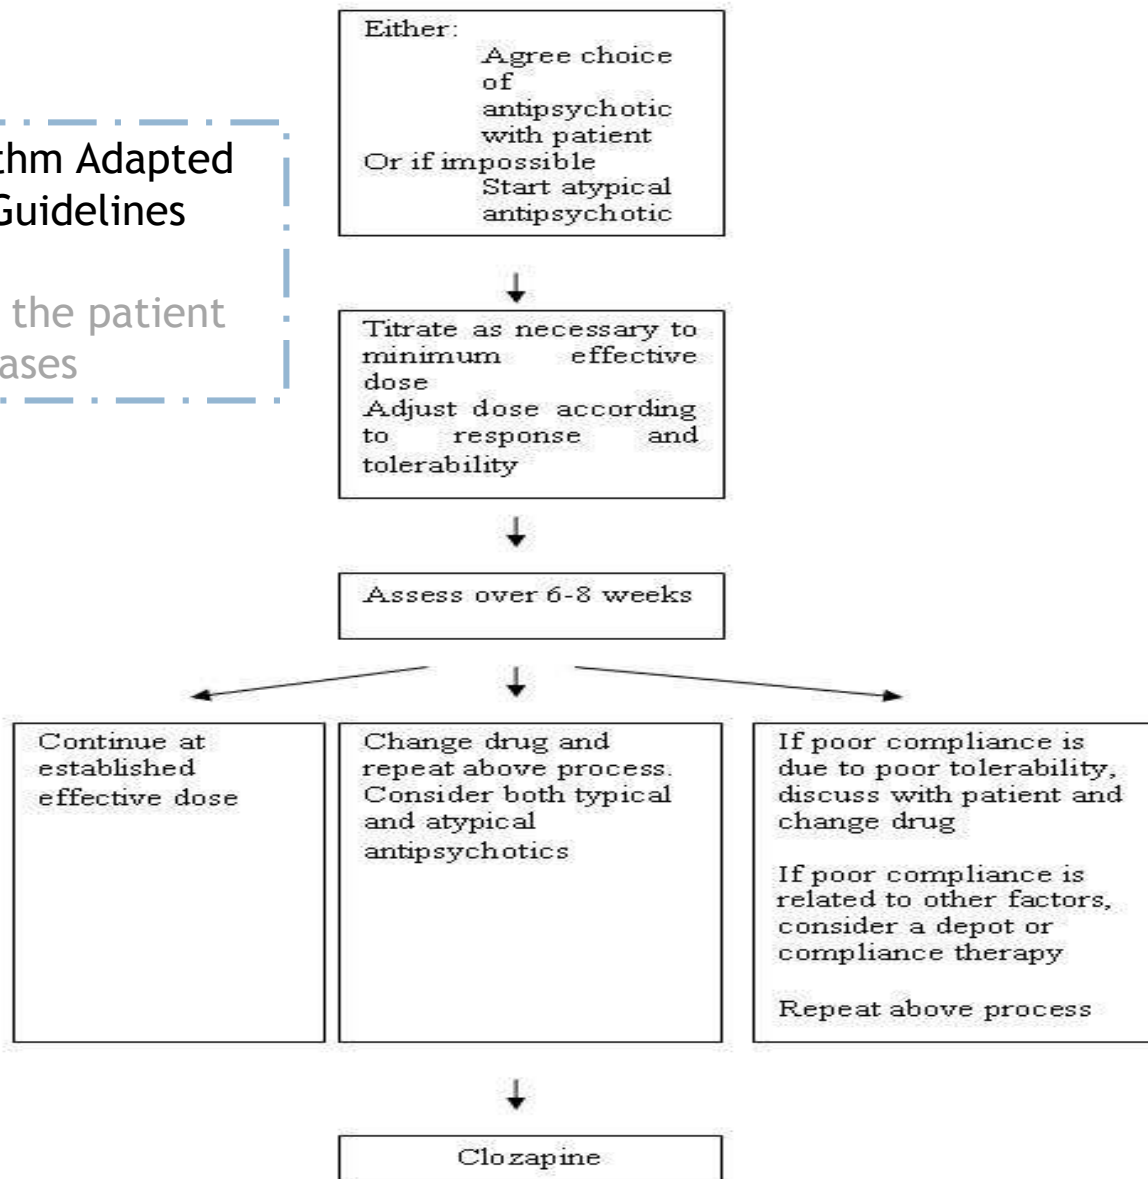 Either:
Agree choice
of
antipsychotic
with patient
Or if impossible
Start atypical
antipsychotic
thm Adapted
Guidelines
the patient
ases
Titrate as necessary to
minimum effective
dose
Adjust dose according
to response and
tolerability
Assess over 6-8 weeks
Continue at
established
effective dose
Change drug and
repeat above process.
Consider both typical
and atypical
antipsychotics
If poor compliance is
due to poor tolerability,
discuss with patient and
change drug
If poor compliance is
related to other factors,
consider a depot or
compliance therapy
Repeat above process
Clozapine